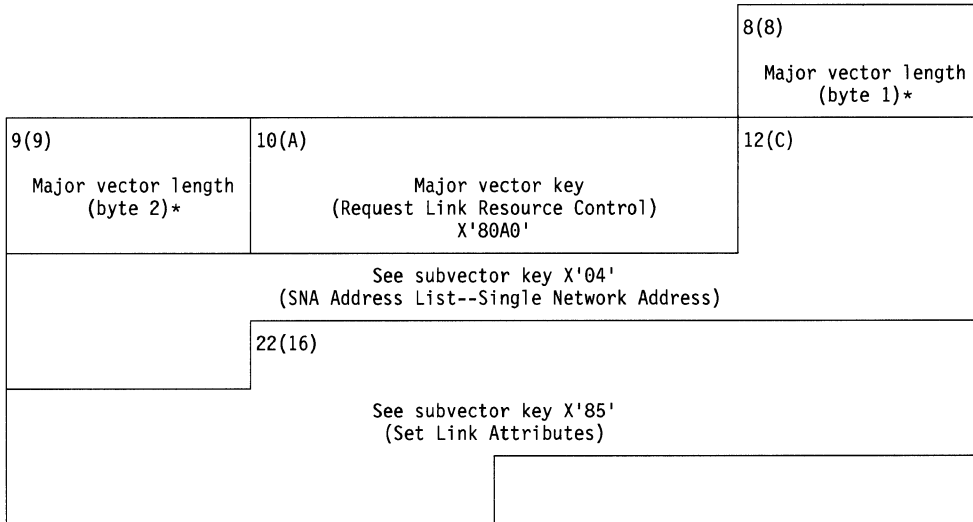 8(8)
Major vector length
(byte 1)*
9(9)
Major vector length
(byte 2)*
10(A)
Major vector key
(Request Link Resource Control)
X'80A0'
12(C)
See subvector key X'04'
(SNA Address List--Single Network Address)
22(16)
See subvector key X'85'
(Set Link Attributes)